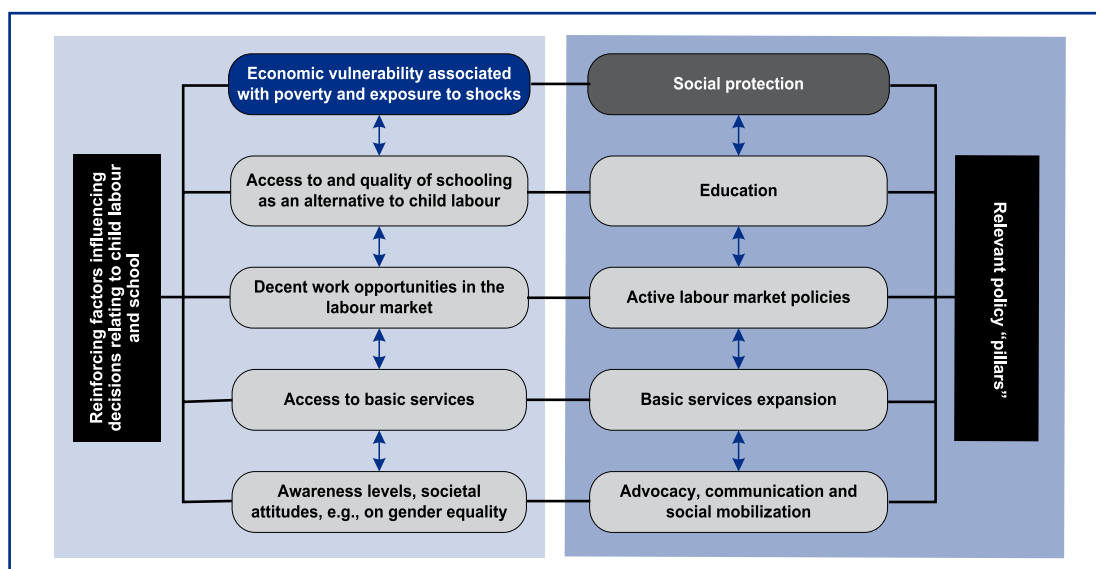 Reinforcing factors influencing
decisions relating to child labour
and school
Economic vulnerability associated
with poverty and exposure to shocks
Access to and quality of schooling
as an alternative to child labour
Decent work opportunities in the
labour market
Access to basic services
Awareness levels, societal
attitudes, e.g., on gender equality
Social protection
Education
Active labour market policies
Basic services expansion
Advocacy, communication and
social mobilization
Relevant policy “pillars”